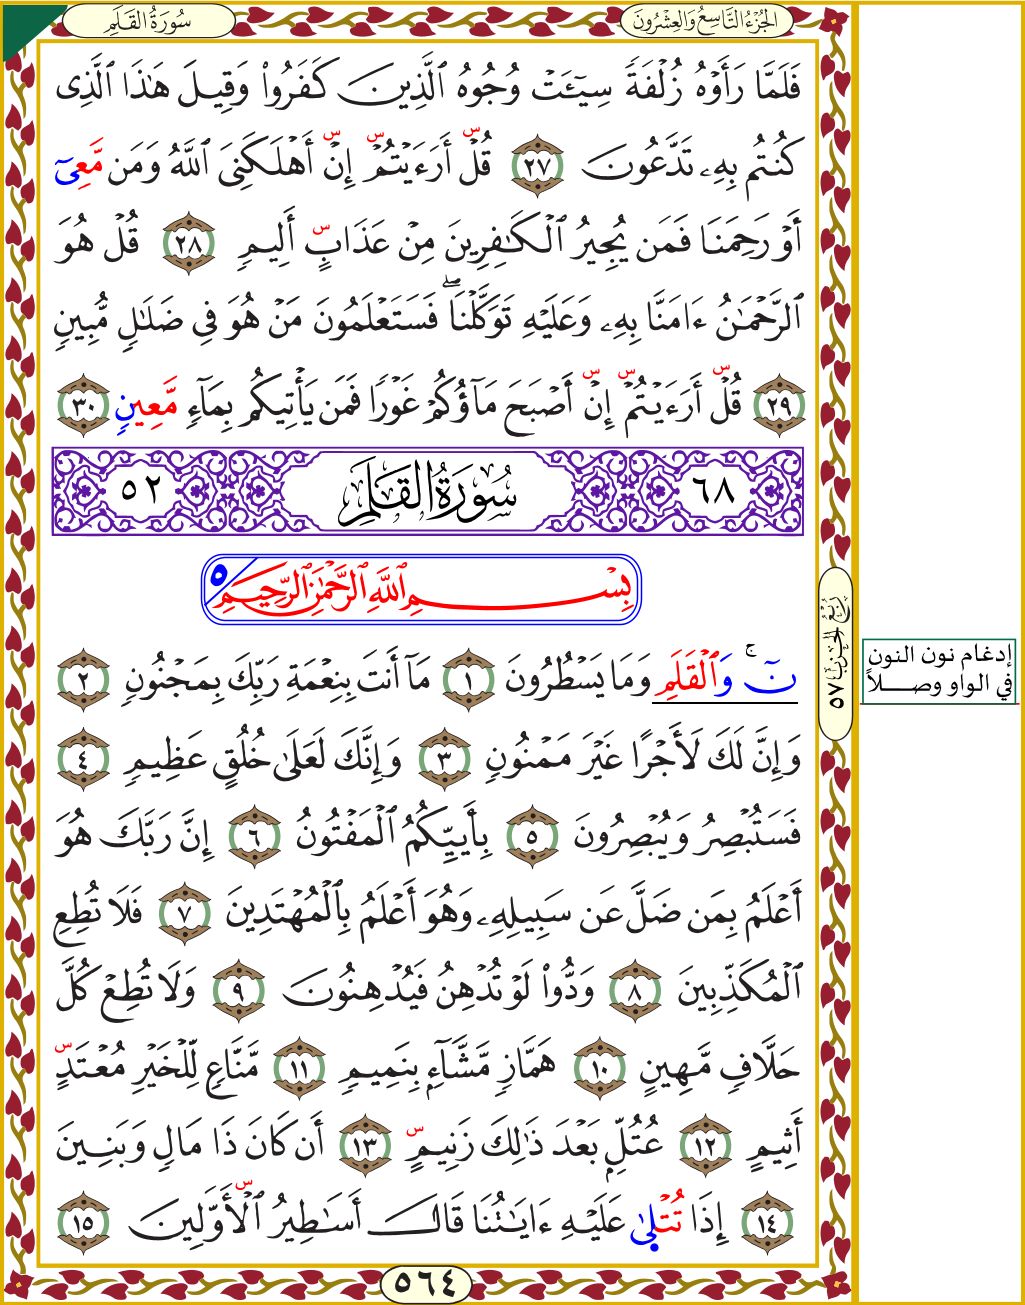 سُورَةُ القَلَمِ
الجُزْءُ التَّاسِعُ وَالعِشْرُونَ
فَلَمَّا رَأَوْهُ زُلْفَةً سِيٓـَٔتْ وُجُوهُ ٱلَّذِينَ كَفَرُواْ وَقِيلَ هَٰذَا ٱلَّذِى
كُنتُم بِهِۦ تَدَّعُونَ ٢٧ قُلْ أَرَءَيْتُمْ إِنْ أَهْلَكَنِىَ ٱللَّهُ وَمَن مَّعِىٓ
أَوْ رَحِمَنَا فَمَن يُجِيرُ ٱلْكَٰفِرِينَ مِنْ عَذَابٍ أَلِيمٍ ٢٨ قُلْ هُوَ
ٱلرَّحْمَٰنُ ءَامَنَّا بِهِۦ وَعَلَيْهِ تَوَكَّلْنَاۖ فَسَتَعْلَمُونَ مَنْ هُوَ فِى ضَلَٰلٍ مُّبِينٍ
٢٩ قُلْ أَرَءَيْتُمْ إِنْ أَصْبَحَ مَآؤُكُمْ غَوْرًا فَمَن يَأْتِيكُم بِمَآءٍ مَّعِينٍ ٣٠
٦٨ سُورَةُ القَلَمِ ٥٢
بِسْمِ ٱللَّهِ ٱلرَّحْمَٰنِ ٱلرَّحِيمِ ٥
نٓۚ وَٱلْقَلَمِ وَمَا يَسْطُرُونَ ١ مَآ أَنتَ بِنِعْمَةِ رَبِّكَ بِمَجْنُونٍ ٢
وَإِنَّ لَكَ لَأَجْرًا غَيْرَ مَمْنُونٍ ٣ وَإِنَّكَ لَعَلَىٰ خُلُقٍ عَظِيمٍ ٤
فَسَتُبْصِرُ وَيُبْصِرُونَ ٥ بِأَييِّكُمُ ٱلْمَفْتُونُ ٦ إِنَّ رَبَّكَ هُوَ
أَعْلَمُ بِمَن ضَلَّ عَن سَبِيلِهِۦ وَهُوَ أَعْلَمُ بِٱلْمُهْتَدِينَ ٧ فَلَا تُطِعِ
ٱلْمُكَذِّبِينَ ٨ وَدُّواْ لَوْ تُدْهِنُ فَيُدْهِنُونَ ٩ وَلَا تُطِعْ كُلَّ
حَلَّافٍ مَّهِينٍ ١٠ هَمَّازٍ مَّشَّآءٍ بِنَمِيمٍ ١١ مَّنَّاعٍ لِّلْخَيْرِ مُعْتَدٍ
أَثِيمٍ ١٢ عُتُلٍّ بَعْدَ ذَٰلِكَ زَنِيمٍ ١٣ أَن كَانَ ذَا مَالٍ وَبَنِينَ
١٤ إِذَا تُتْلَىٰ عَلَيْهِ ءَايَٰتُنَا قَالَ أَسَٰطِيرُ ٱلْأَوَّلِينَ ١٥
رُبْعُ الحِزْبِ ٥٧
إدغام نون النون
في الواو وصلاً
٥٦٤